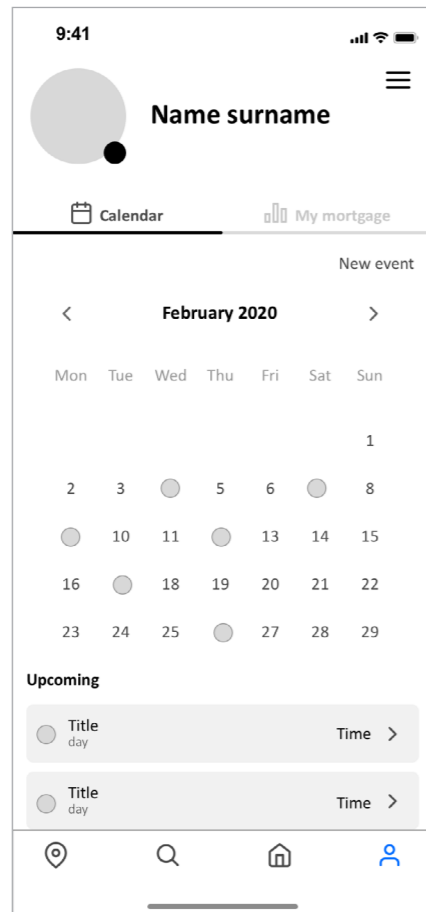 9:41
Name surname
Calendar My mortgage
New event
February 2020
Mon Tue Wed Thu Fri Sat Sun
1
2 3 5 6 8
10 11 13 14 15
16 18 19 20 21 22
23 24 25 27 28 29
Upcoming
Title Time
day
Title Time
day